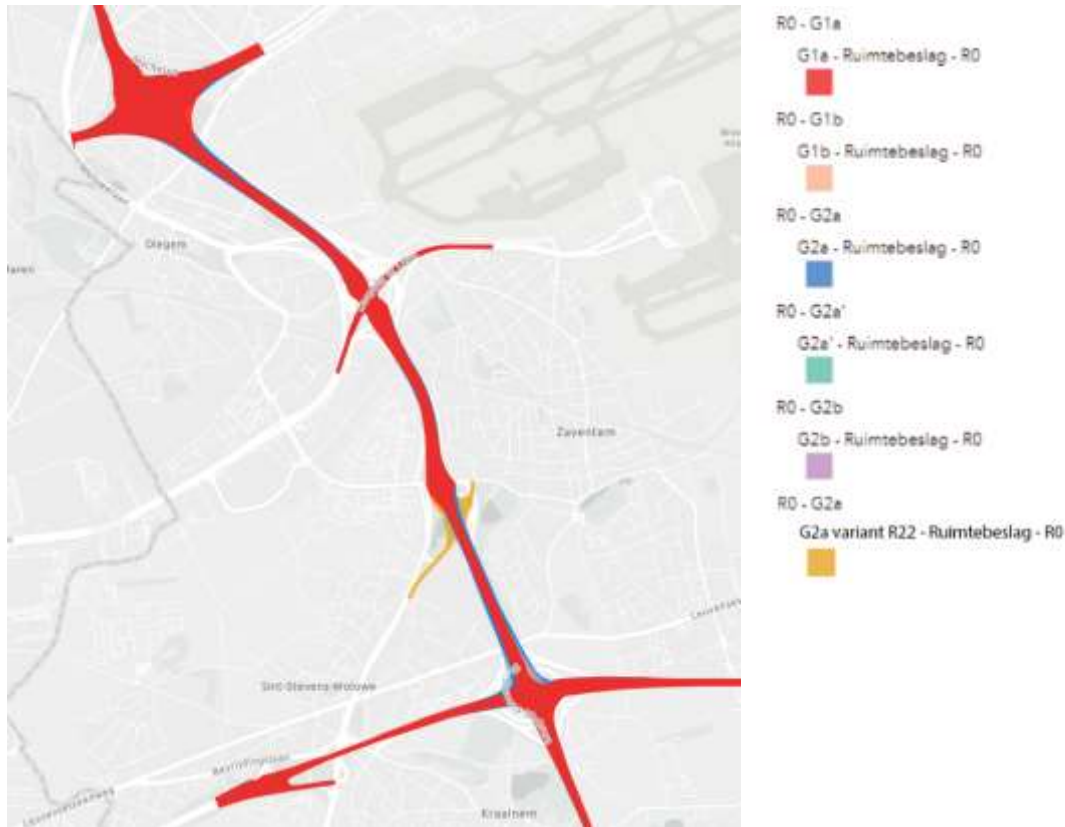 Diegem
Haren
Zaventem
Sint-Stevens-Woluwe
Kraainem
R0 - G1a
G1a - Ruimtebeslag - R0
R0 - G1b
G1b - Ruimtebeslag - R0
R0 - G2a
G2a - Ruimtebeslag - R0
R0 - G2a'
G2a' - Ruimtebeslag - R0
R0 - G2b
G2b - Ruimtebeslag - R0
R0 - G2a
G2a variant R22 - Ruimtebeslag - R0